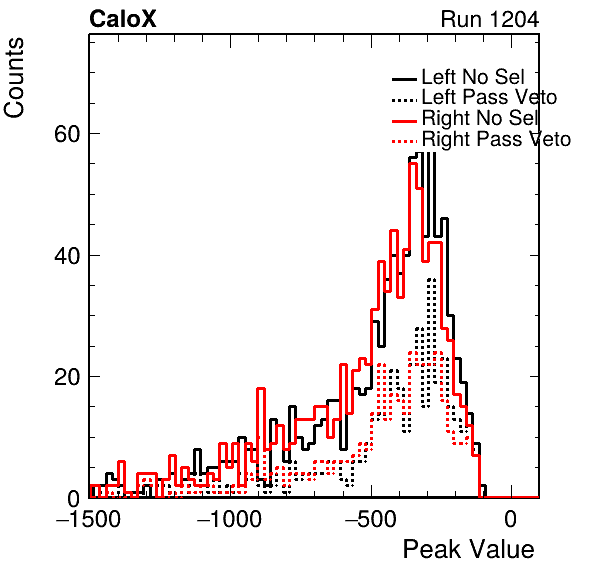 CaloX Run 1204
Counts
Left No Sel
Left Pass Veto
Right No Sel
Right Pass Veto
60
40
20
0
−1500 −1000 −500 0
Peak Value